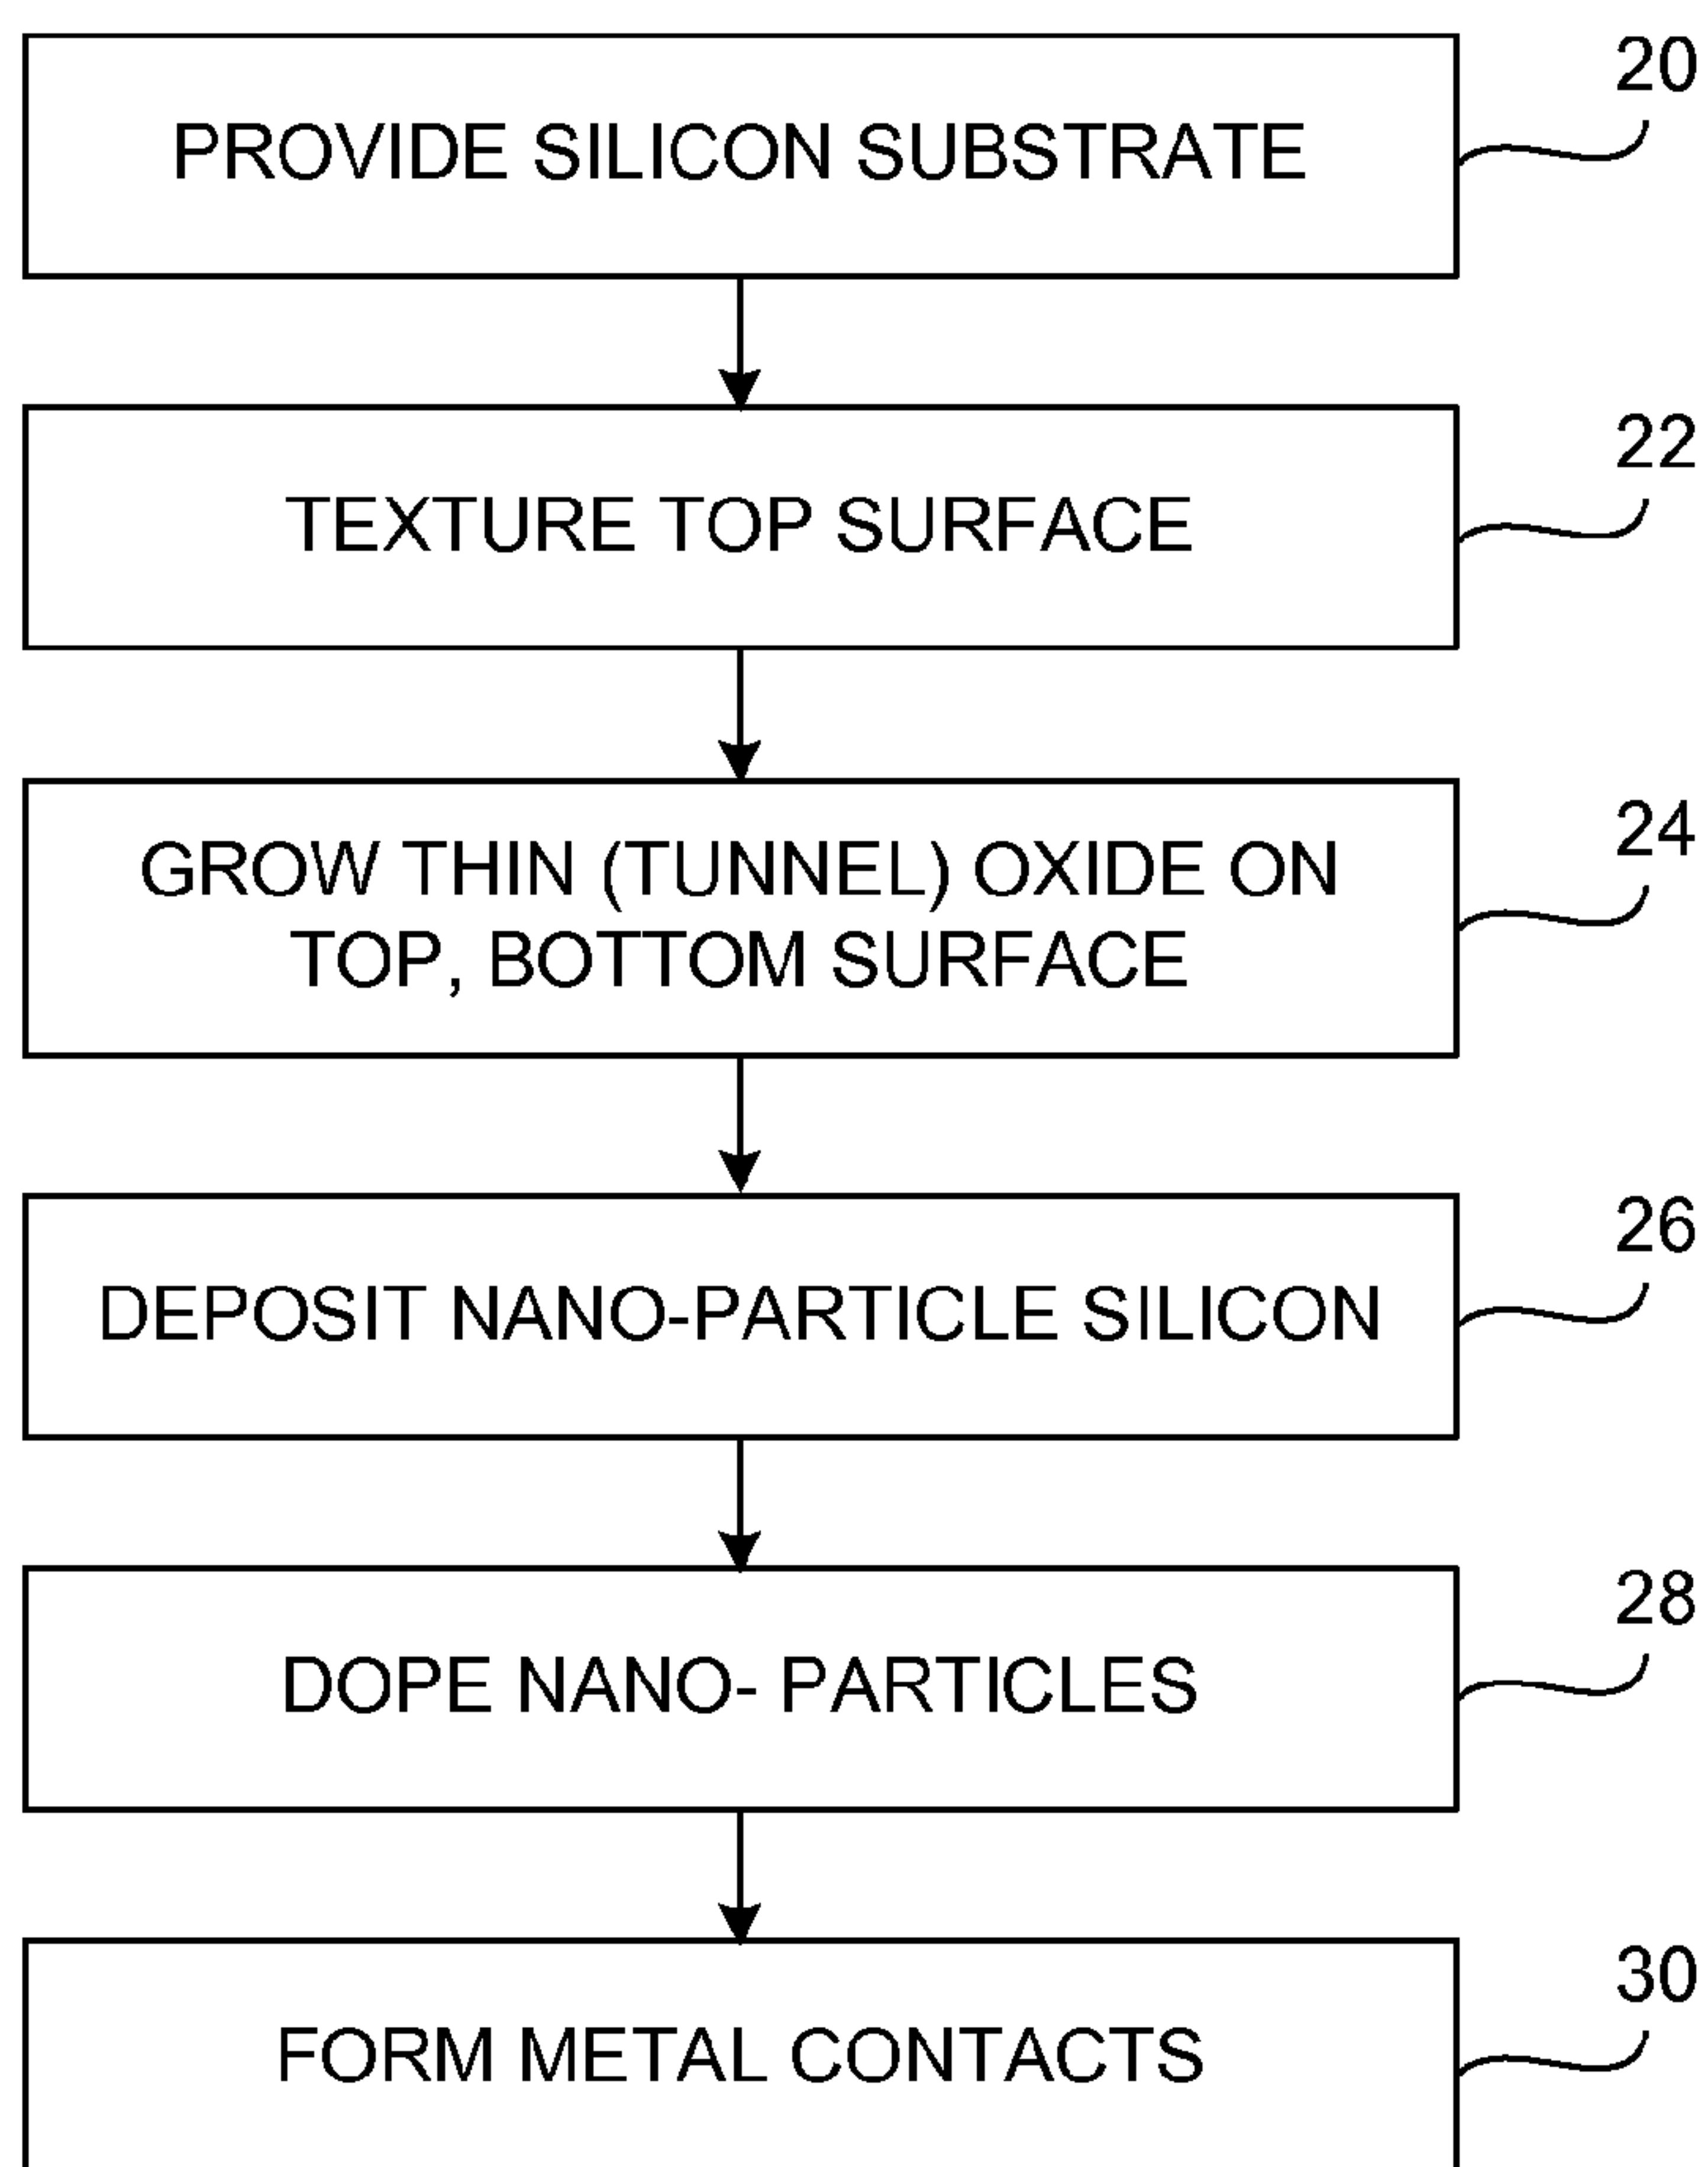 20
PROVIDE SILICON SUBSTRATE
22
TEXTURE TOP SURFACE
24
GROW THIN (TUNNEL) OXIDE ON
TOP, BOTTOM SURFACE
26
DEPOSIT NANO-PARTICLE SILICON
28
DOPE NANO- PARTICLES
30
FORM METAL CONTACTS